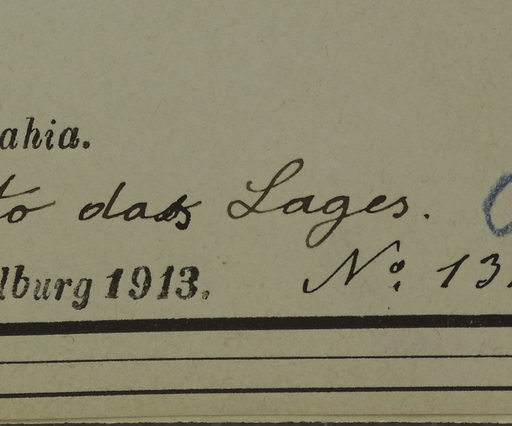 ahia.
to das Lages.
lburg 1913. Nº 13